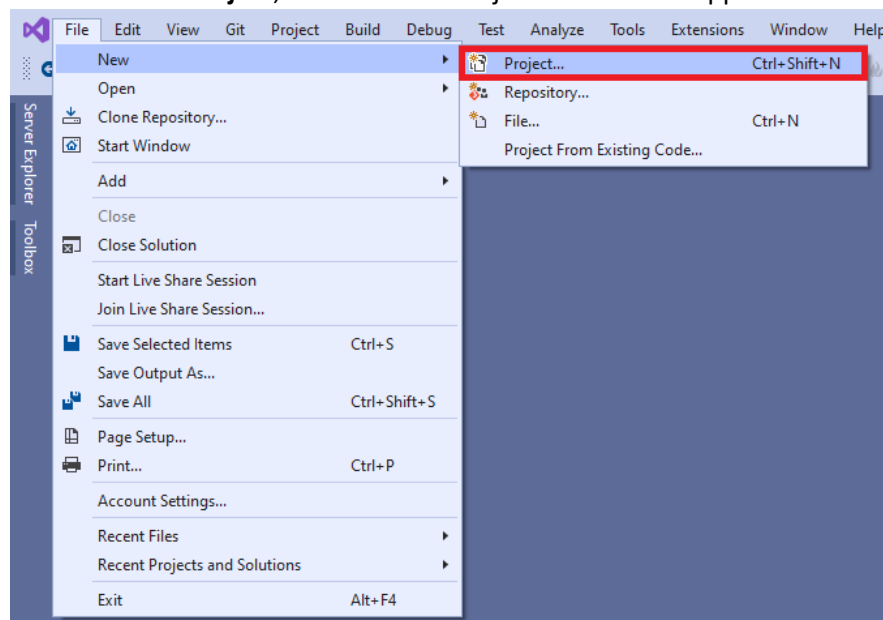 File Edit View Git Project Build Debug Test Analyze Tools Extensions Window Help
New
Project... Ctrl+Shift+N
Open
Repository...
Clone Repository...
File... Ctrl+N
Start Window
Project From Existing Code...
Add
Close
Close Solution
Start Live Share Session
Join Live Share Session...
Save Selected Items Ctrl+S
Save Output As...
Save All Ctrl+Shift+S
Page Setup...
Print... Ctrl+P
Account Settings...
Recent Files
Recent Projects and Solutions
Exit Alt+F4
Server Explorer
Toolbox